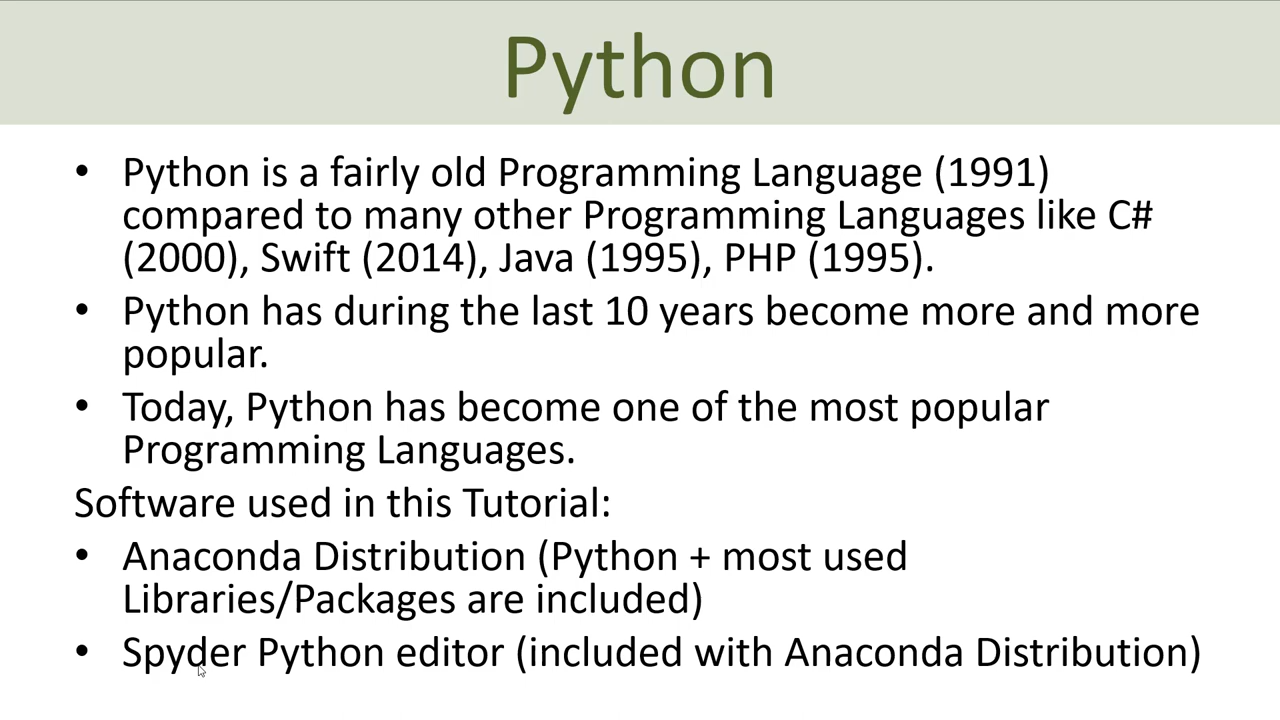 Python
• Python is a fairly old Programming Language (1991)
compared to many other Programming Languages like C#
(2000), Swift (2014), Java (1995), PHP (1995).
• Python has during the last 10 years become more and more
popular.
• Today, Python has become one of the most popular
Programming Languages.
Software used in this Tutorial:
• Anaconda Distribution (Python + most used
Libraries/Packages are included)
• Spyder Python editor (included with Anaconda Distribution)